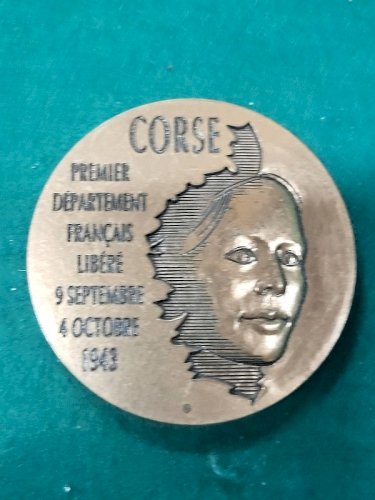 CORSE
PREMIER
DÉPARTEMENT
FRANÇAIS
LIBÉRÉ
9 SEPTEMBRE
4 OCTOBRE
1943